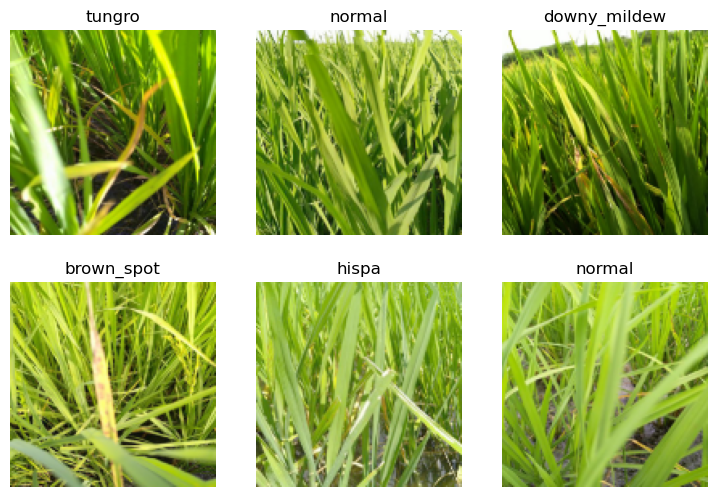 tungro
normal
downy_mildew
brown_spot
hispa
normal